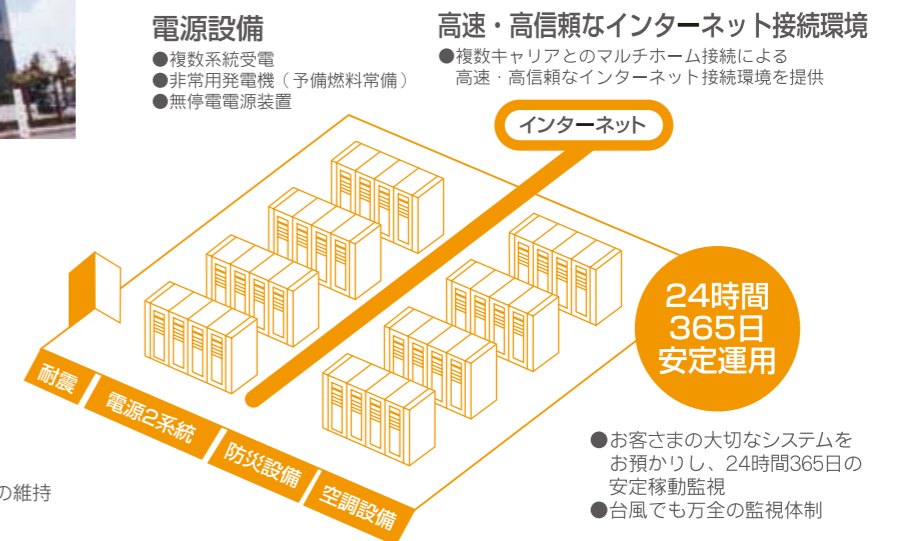 電源設備
●複数系統受電
●非常用発電機(予備燃料常備)
●無停電電源装置
高速・高信頼なインターネット接続環境
●複数キャリアとのマルチホーム接続による
高速・高信頼なインターネット接続環境を提供
インターネット
24時間
365日
安定運用
耐震
電源2系統
防災設備
空調設備
●お客さまの大切なシステムを
お預かりし、24時間365日の
安定稼動監視
●台風でも万全の監視体制
の維持